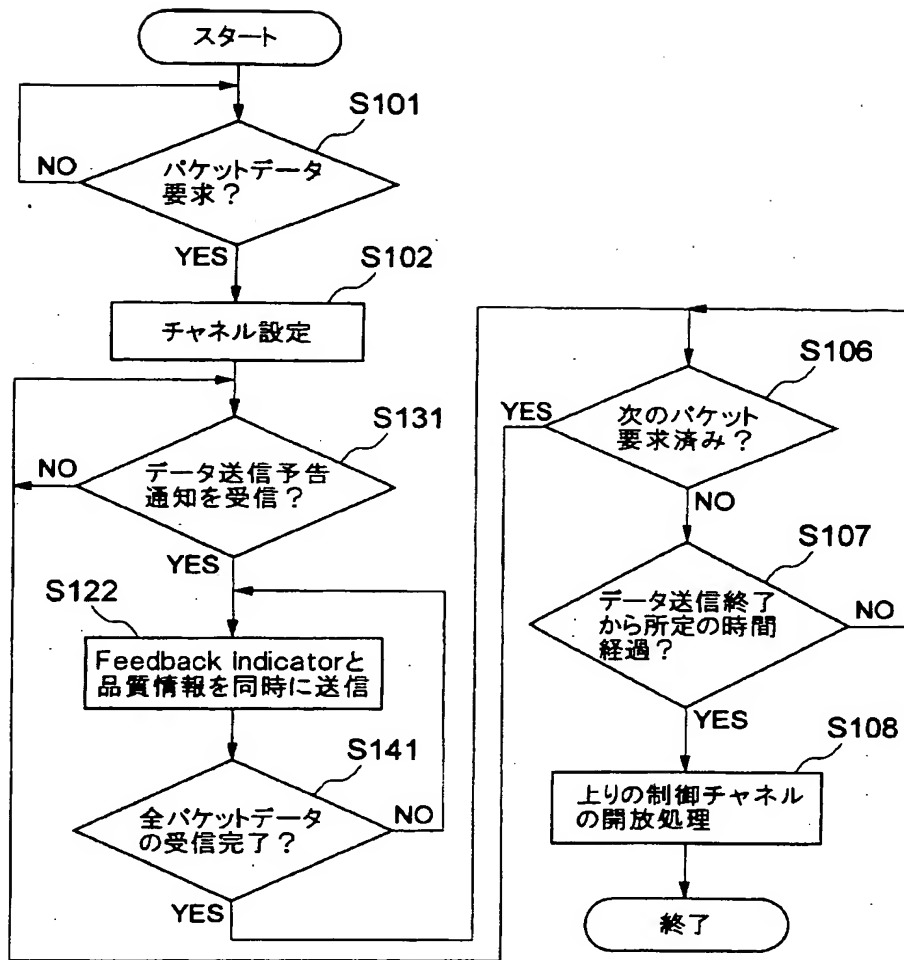 スタート
S101
パケットデータ
要求?
NO
YES
S102
チャネル設定
S131
データ送信予告
通知を受信?
NO
YES
S122
Feedback Indicatorと
品質情報を同時に送信
S141
全パケットデータ
の受信完了?
NO
YES
S106
次のパケット
要求済み?
YES
NO
S107
データ送信終了
から所定の時間
経過?
NO
YES
S108
上りの制御チャネル
の開放処理
終了